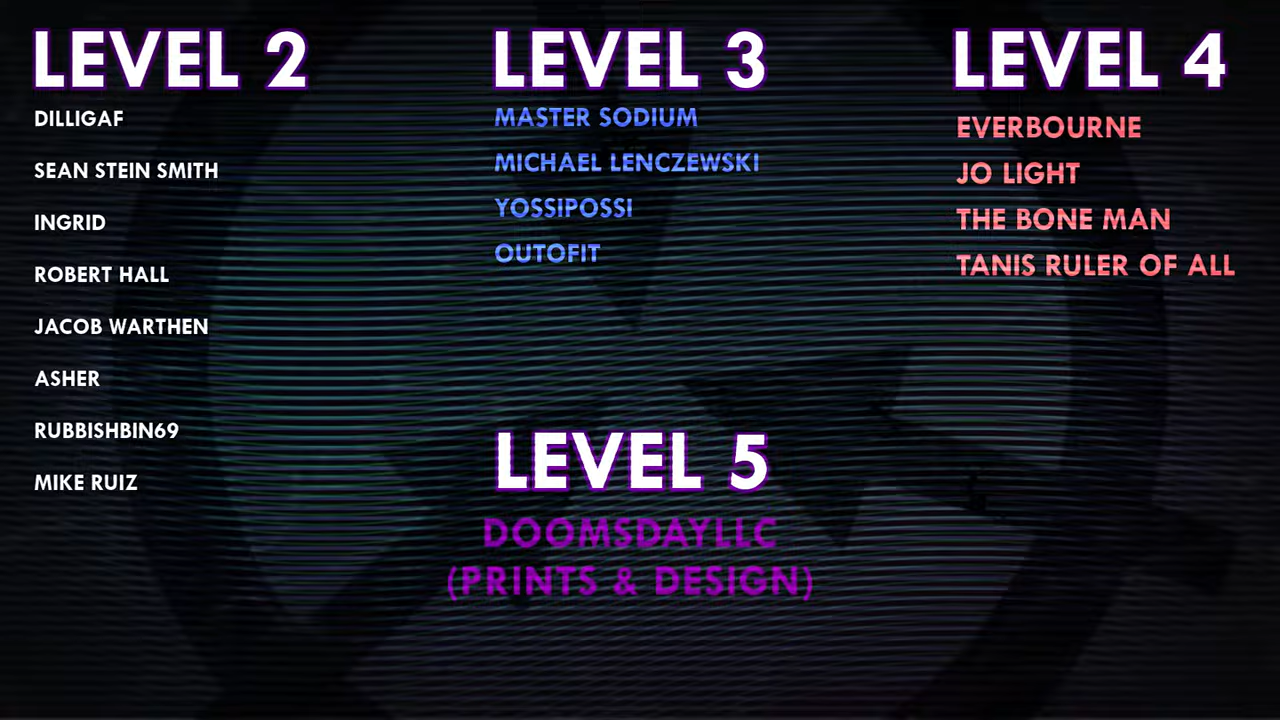 LEVEL 2
DILLIGAF
SEAN STEIN SMITH
INGRID
ROBERT HALL
JACOB WARTHEN
ASHER
RUBBISHBIN69
MIKE RUIZ
LEVEL 3
MASTER SODIUM
MICHAEL LENCZEWSKI
YOSSIPOSSI
OUTOFIT
LEVEL 4
EVERBOURNE
JO LIGHT
THE BONE MAN
TANIS RULER OF ALL
LEVEL 5
DOOMSDAYLLC
(PRINTS & DESIGN)